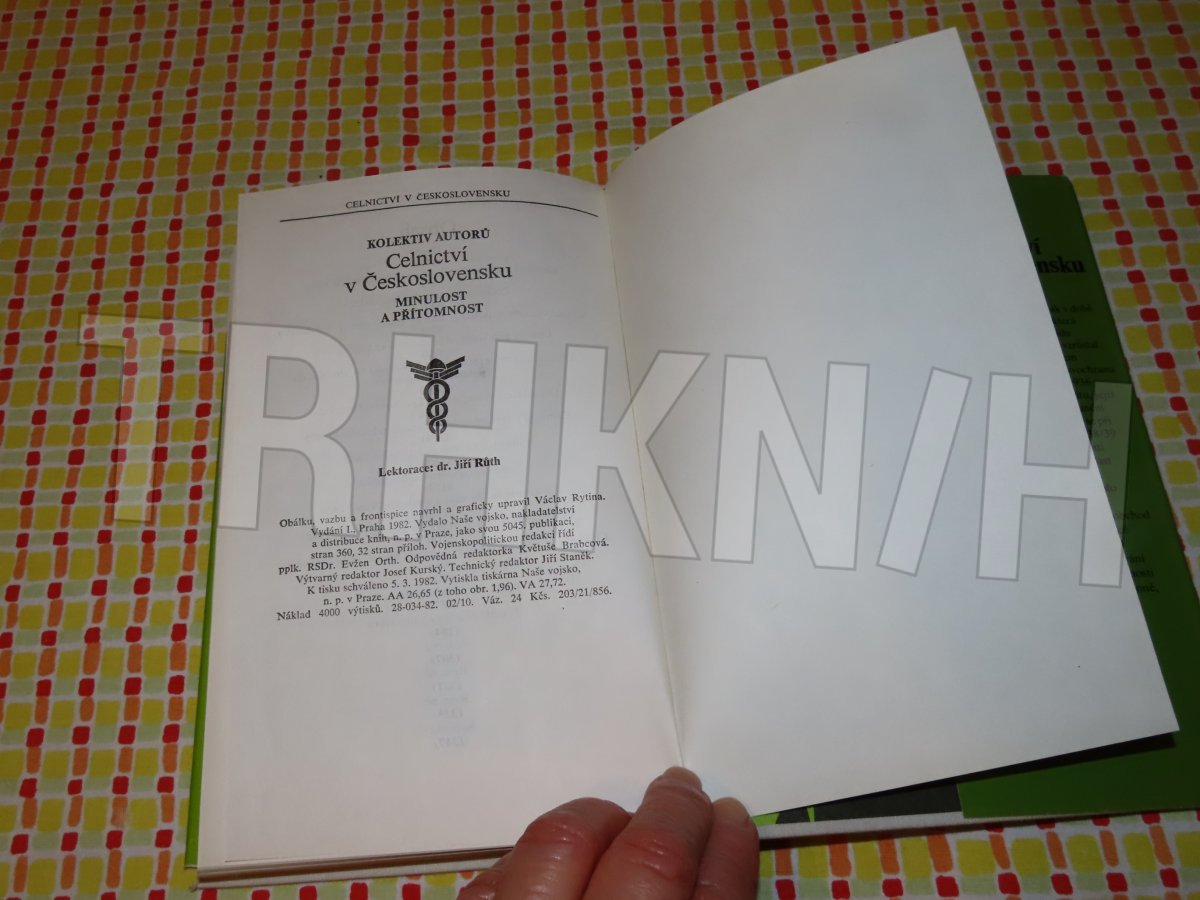 CELNICTVÍ V ČESKOSLOVENSKU
KOLEKTIV AUTORŮ
Celnictví
v Československu
MINULOST
A PŘÍTOMNOST
Lektorace: dr. Jiří Růth
Obálku, vazbu a frontispice navrhl a graficky upravil Václav Rytina.
Vydání I., Praha 1982. Vydalo Naše vojsko, nakladatelství
a distribuce knih, n. p. v Praze, jako svou 5045. publikaci,
stran 360, 32 stran příloh. Vojenskopolitickou redakci řídí
pplk. RSDr. Evžen Orth. Odpovědná redaktorka Květuše Brabcová.
Výtvarný redaktor Josef Kurský. Technický redaktor Jiří Staněk.
K tisku schváleno 5. 3. 1982. Vytiskla tiskárna Naše vojsko,
n. p. v Praze. AA 26,65 (z toho obr. 1,96). VA 27,72.
Náklad 4000 výtisků. 28-034-82. 02/10. Váz. 24 Kčs. 203/21/856.
TRHKNIH